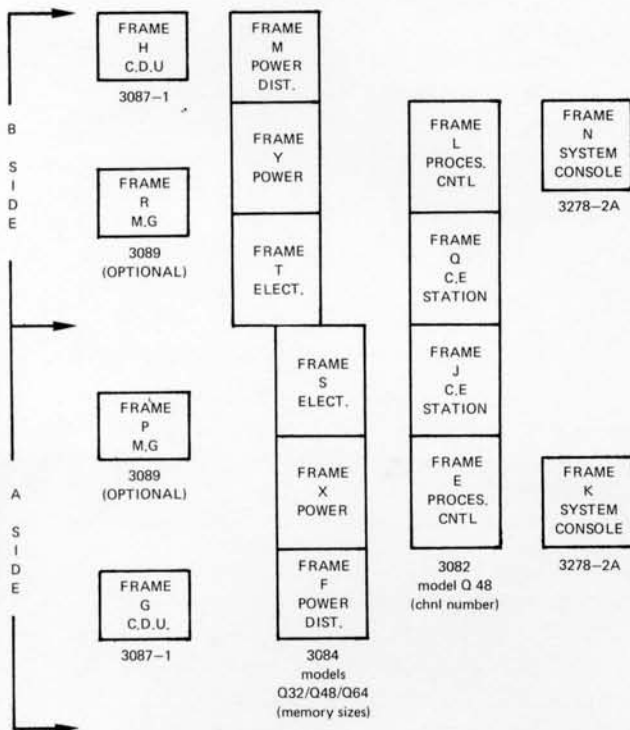 B
SIDE
FRAME
H
C.D.U
3087-1
FRAME
R
M.G
3089
(OPTIONAL)
FRAME
M
POWER
DIST.
FRAME
Y
POWER
FRAME
T
ELECT.
FRAME
L
PROCES.
CNTL
FRAME
Q
C.E
STATION
FRAME
N
SYSTEM
CONSOLE
3278-2A
A
SIDE
FRAME
P
M.G
3089
(OPTIONAL)
FRAME
G
C.D.U.
3087-1
FRAME
S
ELECT.
FRAME
X
POWER
FRAME
F
POWER
DIST.
3084
models
Q32/Q48/Q64
(memory sizes)
FRAME
J
C.E
STATION
FRAME
E
PROCES.
CNTL
3082
model Q 48
(chnl number)
FRAME
K
SYSTEM
CONSOLE
3278-2A